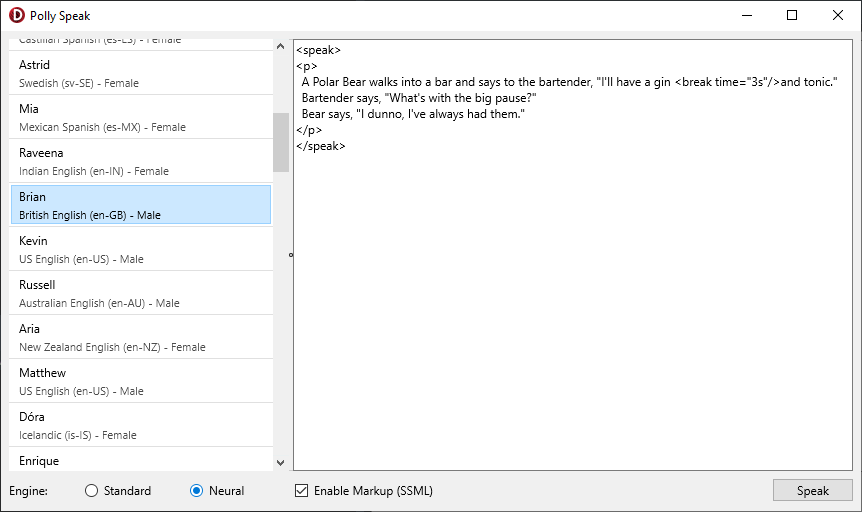 Polly Speak
Castilian Spanish (es-ES) - Female
Astrid
Swedish (sv-SE) - Female
Mia
Mexican Spanish (es-MX) - Female
Raveena
Indian English (en-IN) - Female
Brian
British English (en-GB) - Male
Kevin
US English (en-US) - Male
Russell
Australian English (en-AU) - Male
Aria
New Zealand English (en-NZ) - Female
Matthew
US English (en-US) - Male
Dóra
Icelandic (is-IS) - Female
Enrique
<speak>
<p>
A Polar Bear walks into a bar and says to the bartender, "I'll have a gin <break time="3s"/>and tonic."
Bartender says, "What's with the big pause?"
Bear says, "I dunno, I've always had them."
</p>
</speak>
Engine:
Standard
Neural
Enable Markup (SSML)
Speak